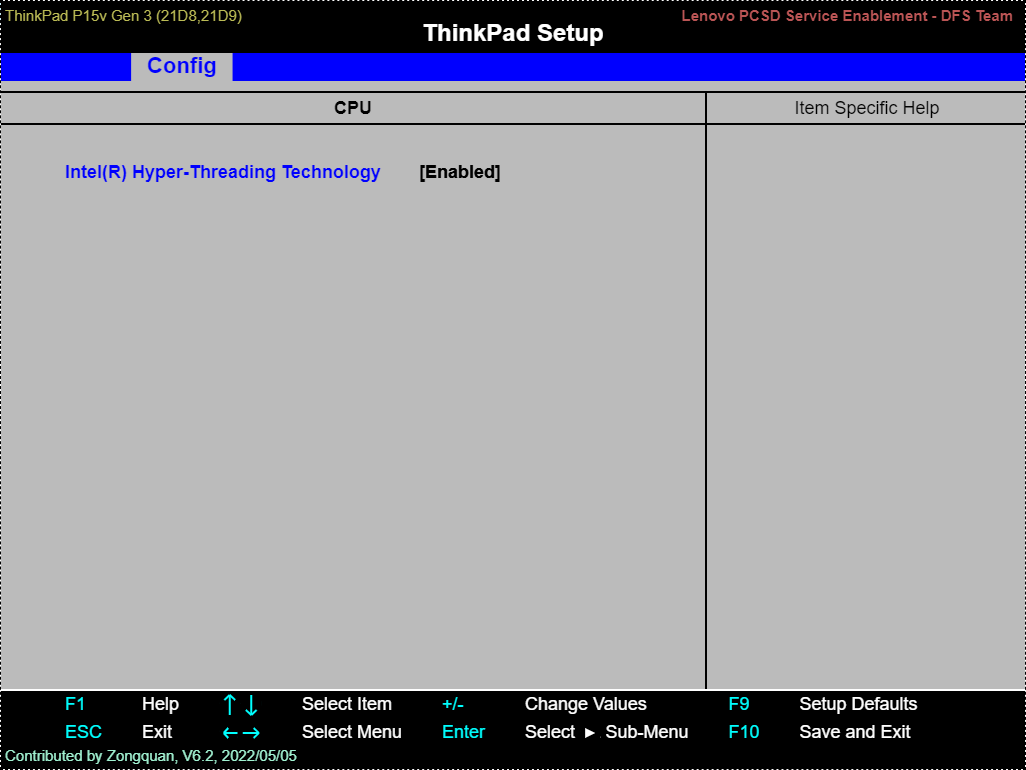 ThinkPad P15v Gen 3 (21D8,21D9)
Lenovo PCSD Service Enablement - DFS Team
ThinkPad Setup
Config
CPU
Item Specific Help
Intel(R) Hyper-Threading Technology [Enabled]
F1 Help ↑ ↓ Select Item +/- Change Values F9 Setup Defaults
ESC Exit ←→ Select Menu Enter Select ► Sub-Menu F10 Save and Exit
Contributed by Zongquan, V6.2, 2022/05/05